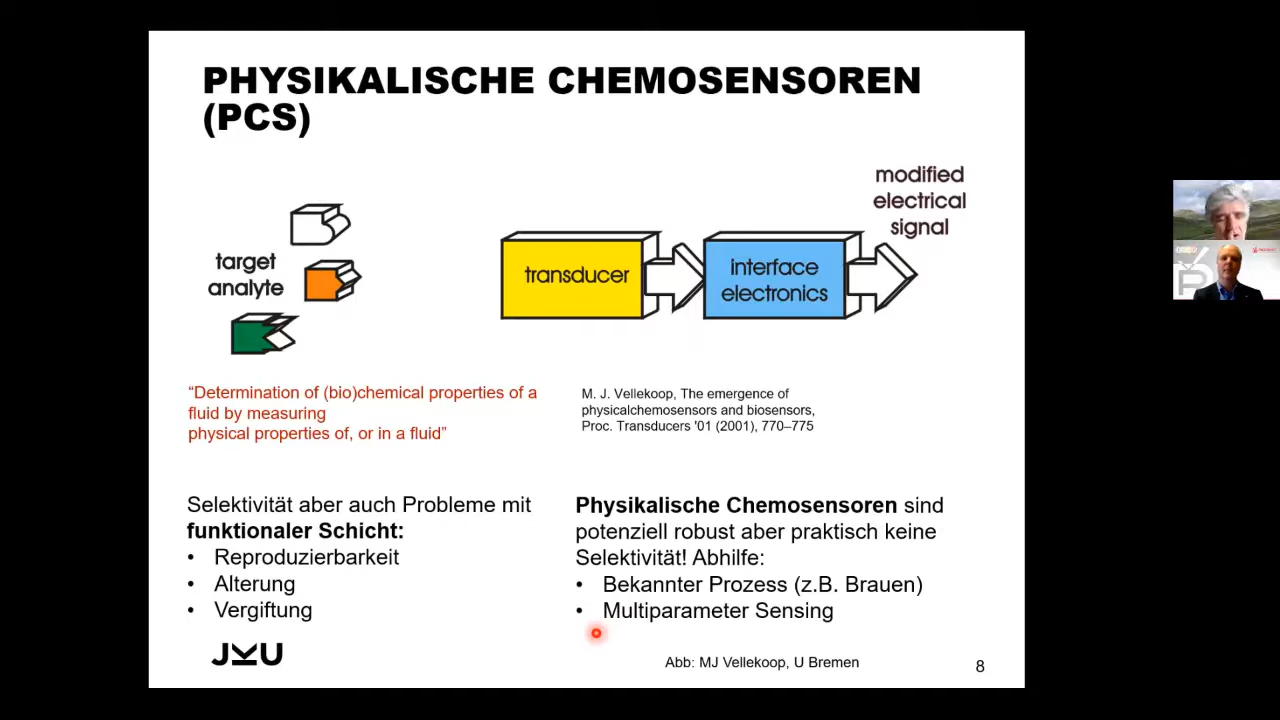 PHYSIKALISCHE CHEMOSENSOREN
(PCS)
modified
electrical
signal
target
analyte
transducer
interface
electronics
“Determination of (bio)chemical properties of a
fluid by measuring
physical properties of, or in a fluid”
M. J. Vellekoop, The emergence of
physicalchemosensors and biosensors,
Proc. Transducers '01 (2001), 770–775
Selektivität aber auch Probleme mit
funktionaler Schicht:
• Reproduzierbarkeit
• Alterung
• Vergiftung
Physikalische Chemosensoren sind
potenziell robust aber praktisch keine
Selektivität! Abhilfe:
• Bekannter Prozess (z.B. Brauen)
• Multiparameter Sensing
JKU
Abb: MJ Vellekoop, U Bremen
8